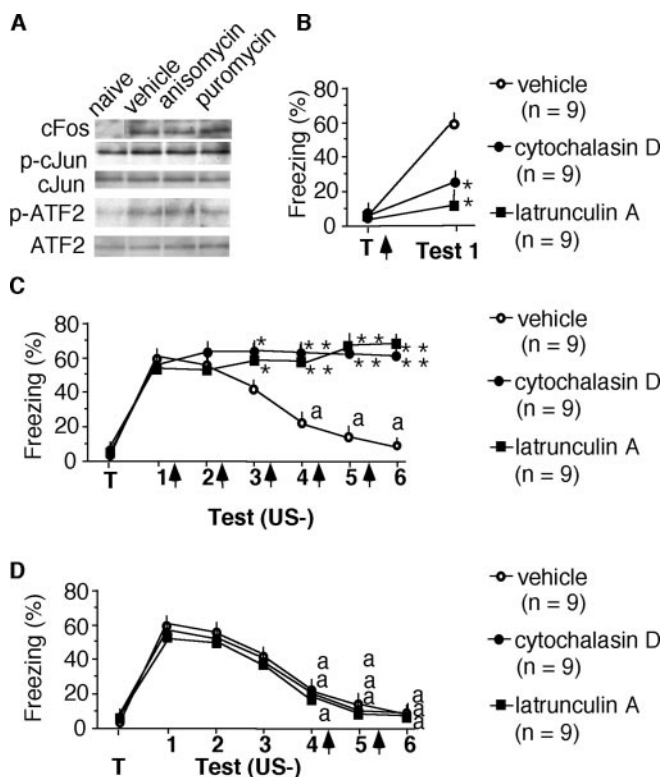 A
naive
vehicle
anisomycin
puromycin
cFos
p-cJun
cJun
p-ATF2
ATF2
B
Freezing (%)
80
60
40
20
0
T Test 1
*
*
vehicle
(n = 9)
cytochalasin D
(n = 9)
latrunculin A
(n = 9)
C
Freezing (%)
80
60
40
20
0
* * * * * * *
* * * * * * *
a a a
T 1 2 3 4 5 6
Test (US-)
vehicle
(n = 9)
cytochalasin D
(n = 9)
latrunculin A
(n = 9)
D
Freezing (%)
80
60
40
20
0
a a a
a a a
a a a
T 1 2 3 4 5 6
Test (US-)
vehicle
(n = 9)
cytochalasin D
(n = 9)
latrunculin A
(n = 9)